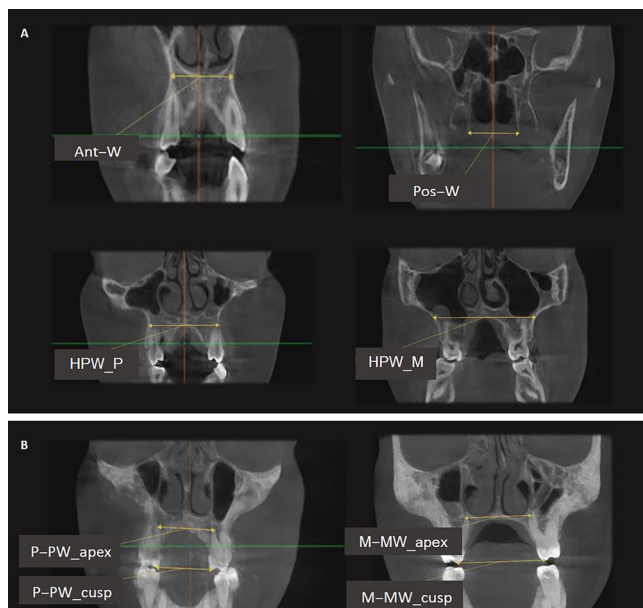 A
Ant–W
Pos–W
HPW_P
HPW_M
B
P–PW_apex
M–MW_apex
P–PW_cusp
M–MW_cusp